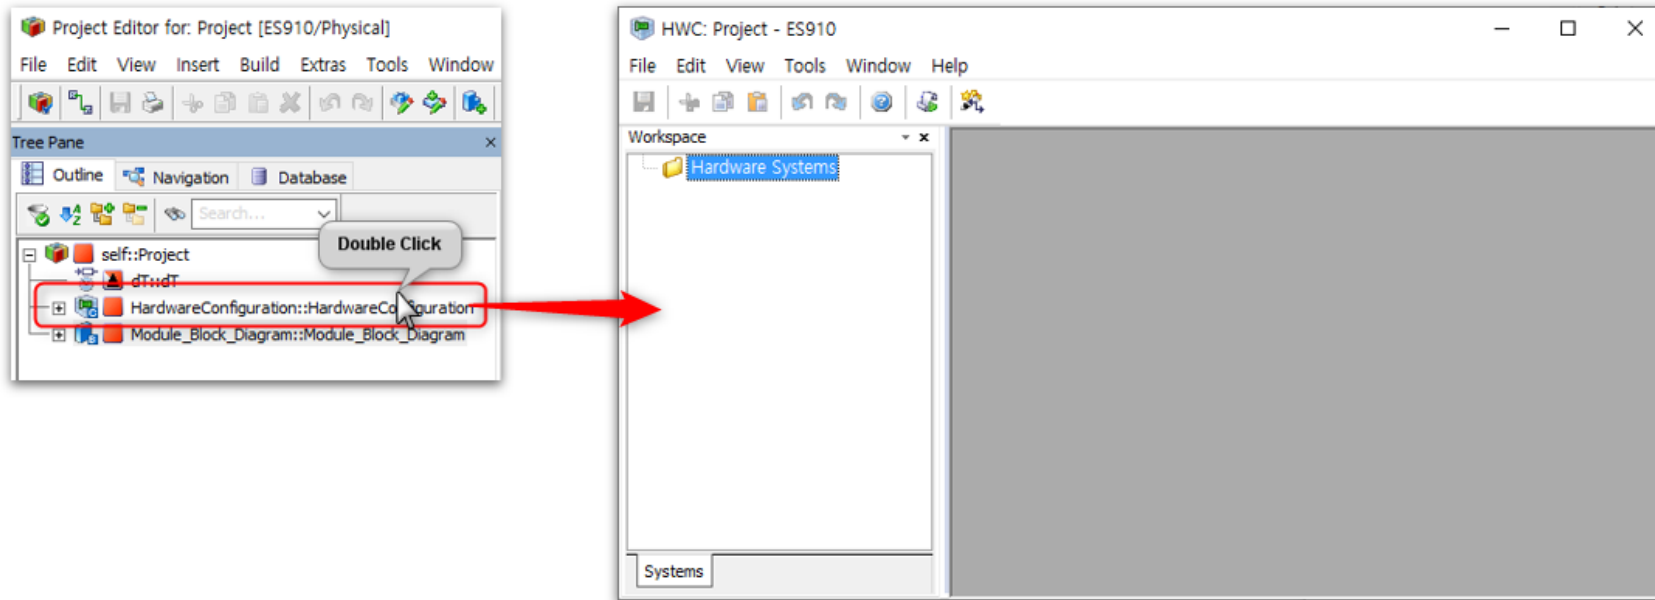 Project Editor for: Project [ES910/Physical]
File Edit View Insert Build Extras Tools Window
Tree Pane
Outline Navigation Database
Search...
Double Click
self::Project
dT::dT
HardwareConfiguration::HardwareConfiguration
Module_Block_Diagram::Module_Block_Diagram
HWC: Project - ES910
File Edit View Tools Window Help
Workspace
Hardware Systems
Systems